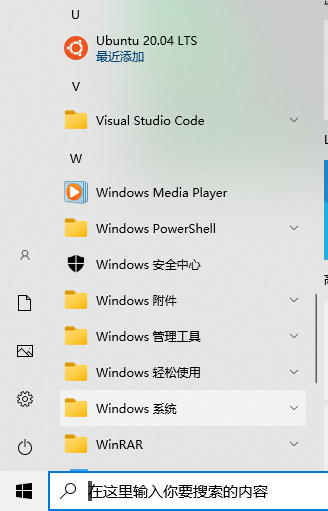 U
Ubuntu 20.04 LTS
最近添加
V
Visual Studio Code
W
Windows Media Player
Windows PowerShell
Windows 安全中心
Windows 附件
Windows 管理工具
Windows 轻松使用
Windows 系统
WinRAR
在这里输入你要搜索的内容